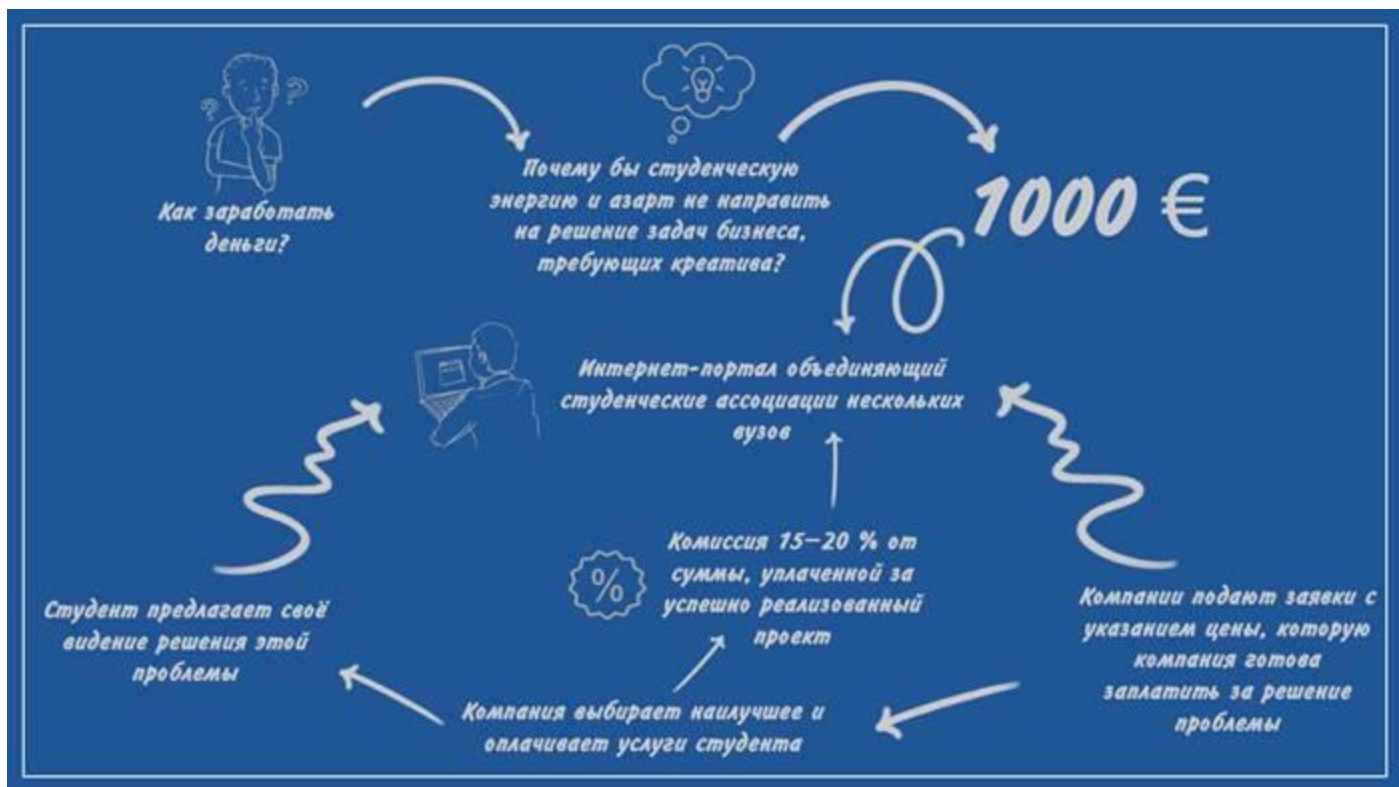 Как заработать
деньги?
Почему бы студенческую
энергию и азарт не направить
на решение задач бизнеса,
требующих креатива?
1000 €
Интернет-портал объединяющий
студенческие ассоциации нескольких
вузов
Комиссия 15–20 % от
суммы, уплаченной за
успешно реализованный
проект
%
Студент предлагает своё
видение решения этой
проблемы
Компании подают заявки с
указанием цены, которую
компания готова
заплатить за решение
проблемы
Компания выбирает наилучшее и
оплачивает услуги студента